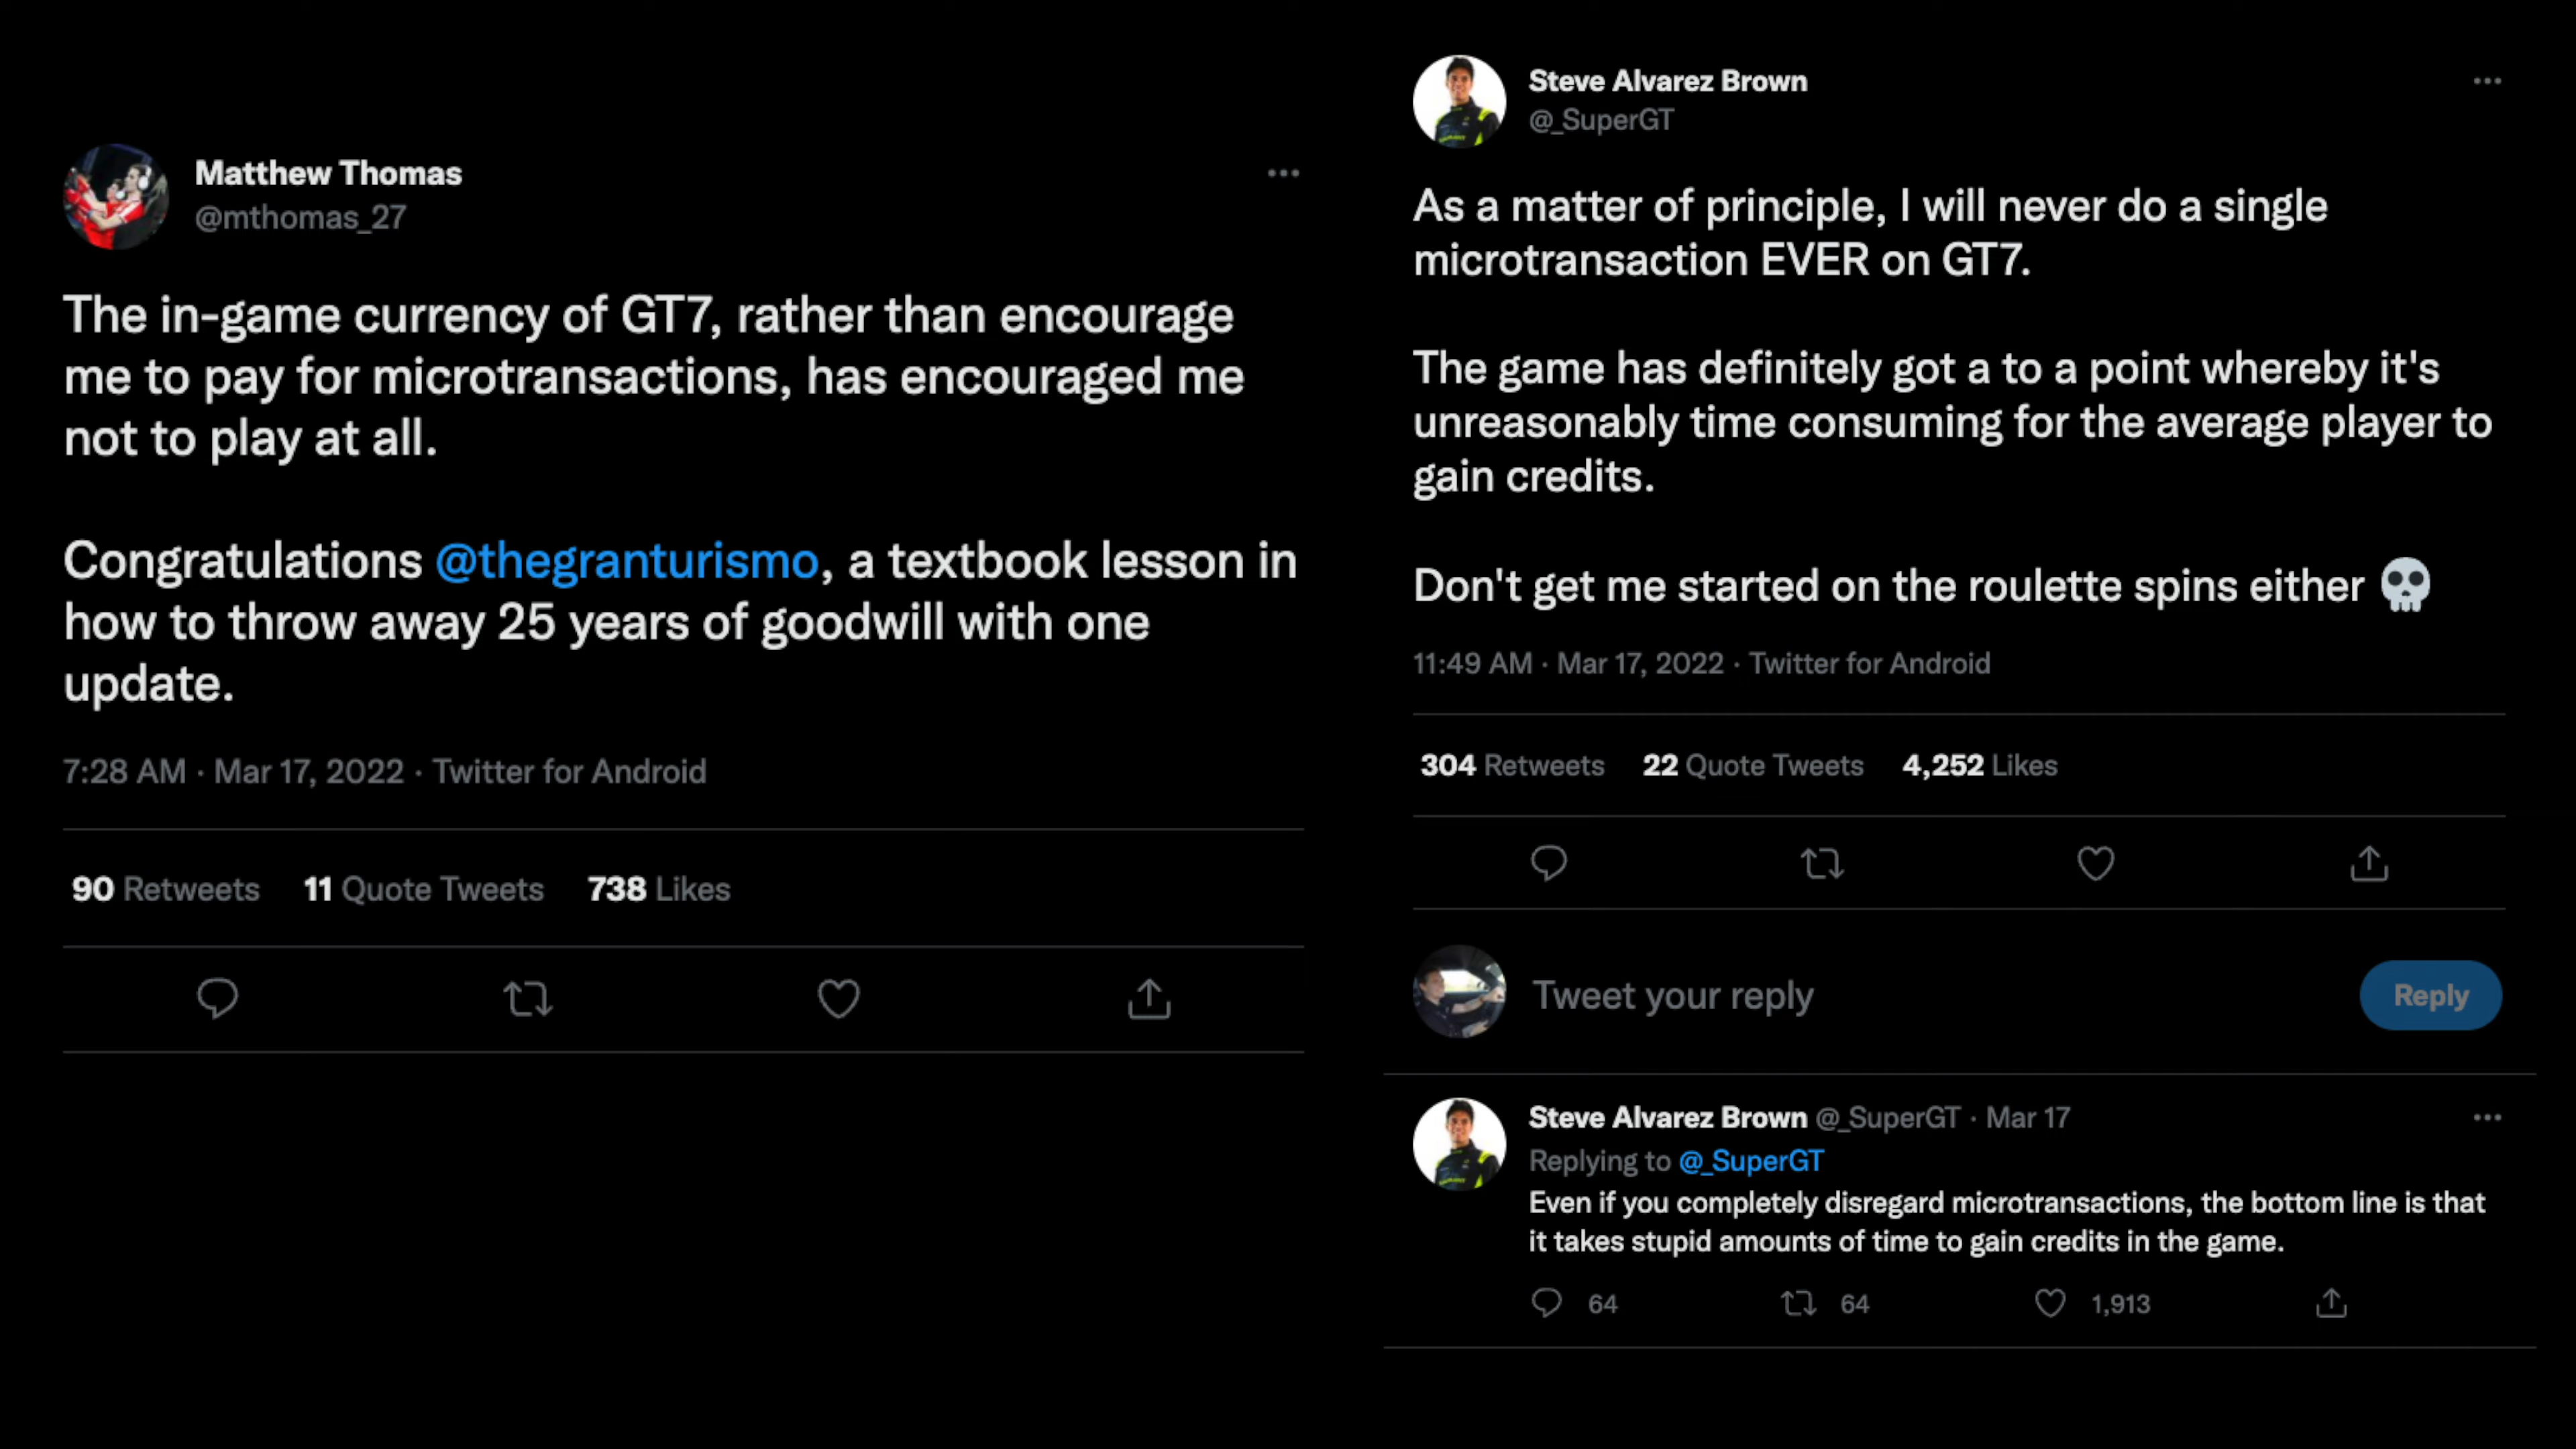 Matthew Thomas
@mthomas_27
The in-game currency of GT7, rather than encourage
me to pay for microtransactions, has encouraged me
not to play at all.
Congratulations @thegranturismo, a textbook lesson in
how to throw away 25 years of goodwill with one
update.
7:28 AM · Mar 17, 2022 · Twitter for Android
90 Retweets 11 Quote Tweets 738 Likes
Steve Alvarez Brown
@_SuperGT
As a matter of principle, I will never do a single
microtransaction EVER on GT7.
The game has definitely got a to a point whereby it's
unreasonably time consuming for the average player to
gain credits.
Don't get me started on the roulette spins either 💀
11:49 AM · Mar 17, 2022 · Twitter for Android
304 Retweets 22 Quote Tweets 4,252 Likes
Tweet your reply
Reply
Steve Alvarez Brown @_SuperGT · Mar 17
Replying to @_SuperGT
Even if you completely disregard microtransactions, the bottom line is that
it takes stupid amounts of time to gain credits in the game.
64 64 1,913